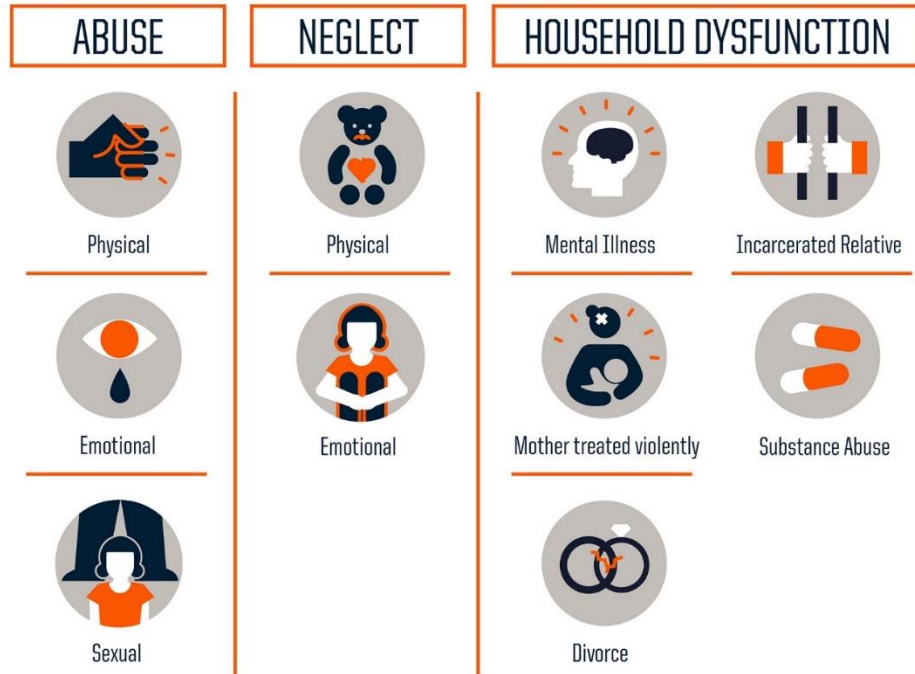 ABUSE
NEGLECT
HOUSEHOLD DYSFUNCTION
Physical
Physical
Mental Illness
Incarcerated Relative
Emotional
Emotional
Mother treated violently
Substance Abuse
Sexual
Divorce